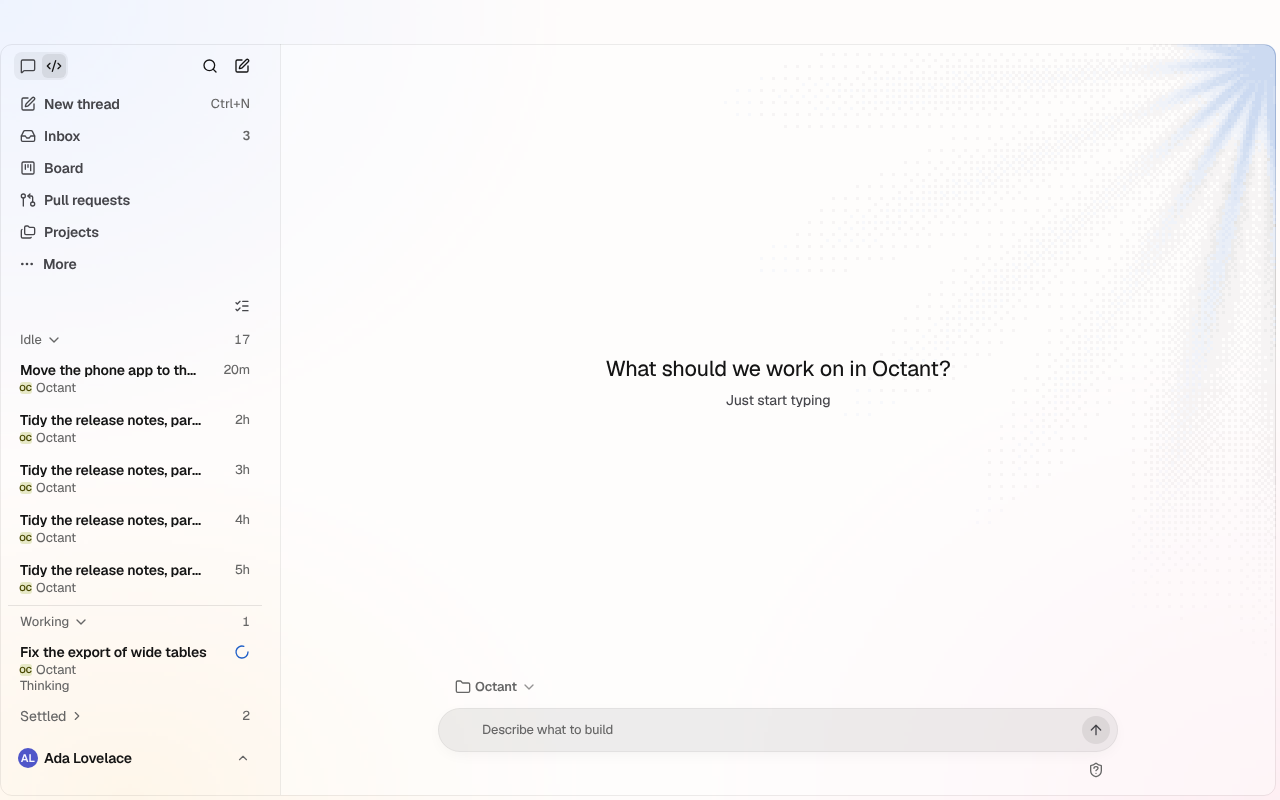 New thread Ctrl+N
Inbox 3
Board
Pull requests
Projects
More
Idle 17
Move the phone app to th... 20m
OC Octant
Tidy the release notes, par... 2h
OC Octant
Tidy the release notes, par... 3h
OC Octant
Tidy the release notes, par... 4h
OC Octant
Tidy the release notes, par... 5h
OC Octant
Working 1
Fix the export of wide tables
OC Octant
Thinking
Settled 2
AL Ada Lovelace
What should we work on in Octant?
Just start typing
Octant
Describe what to build